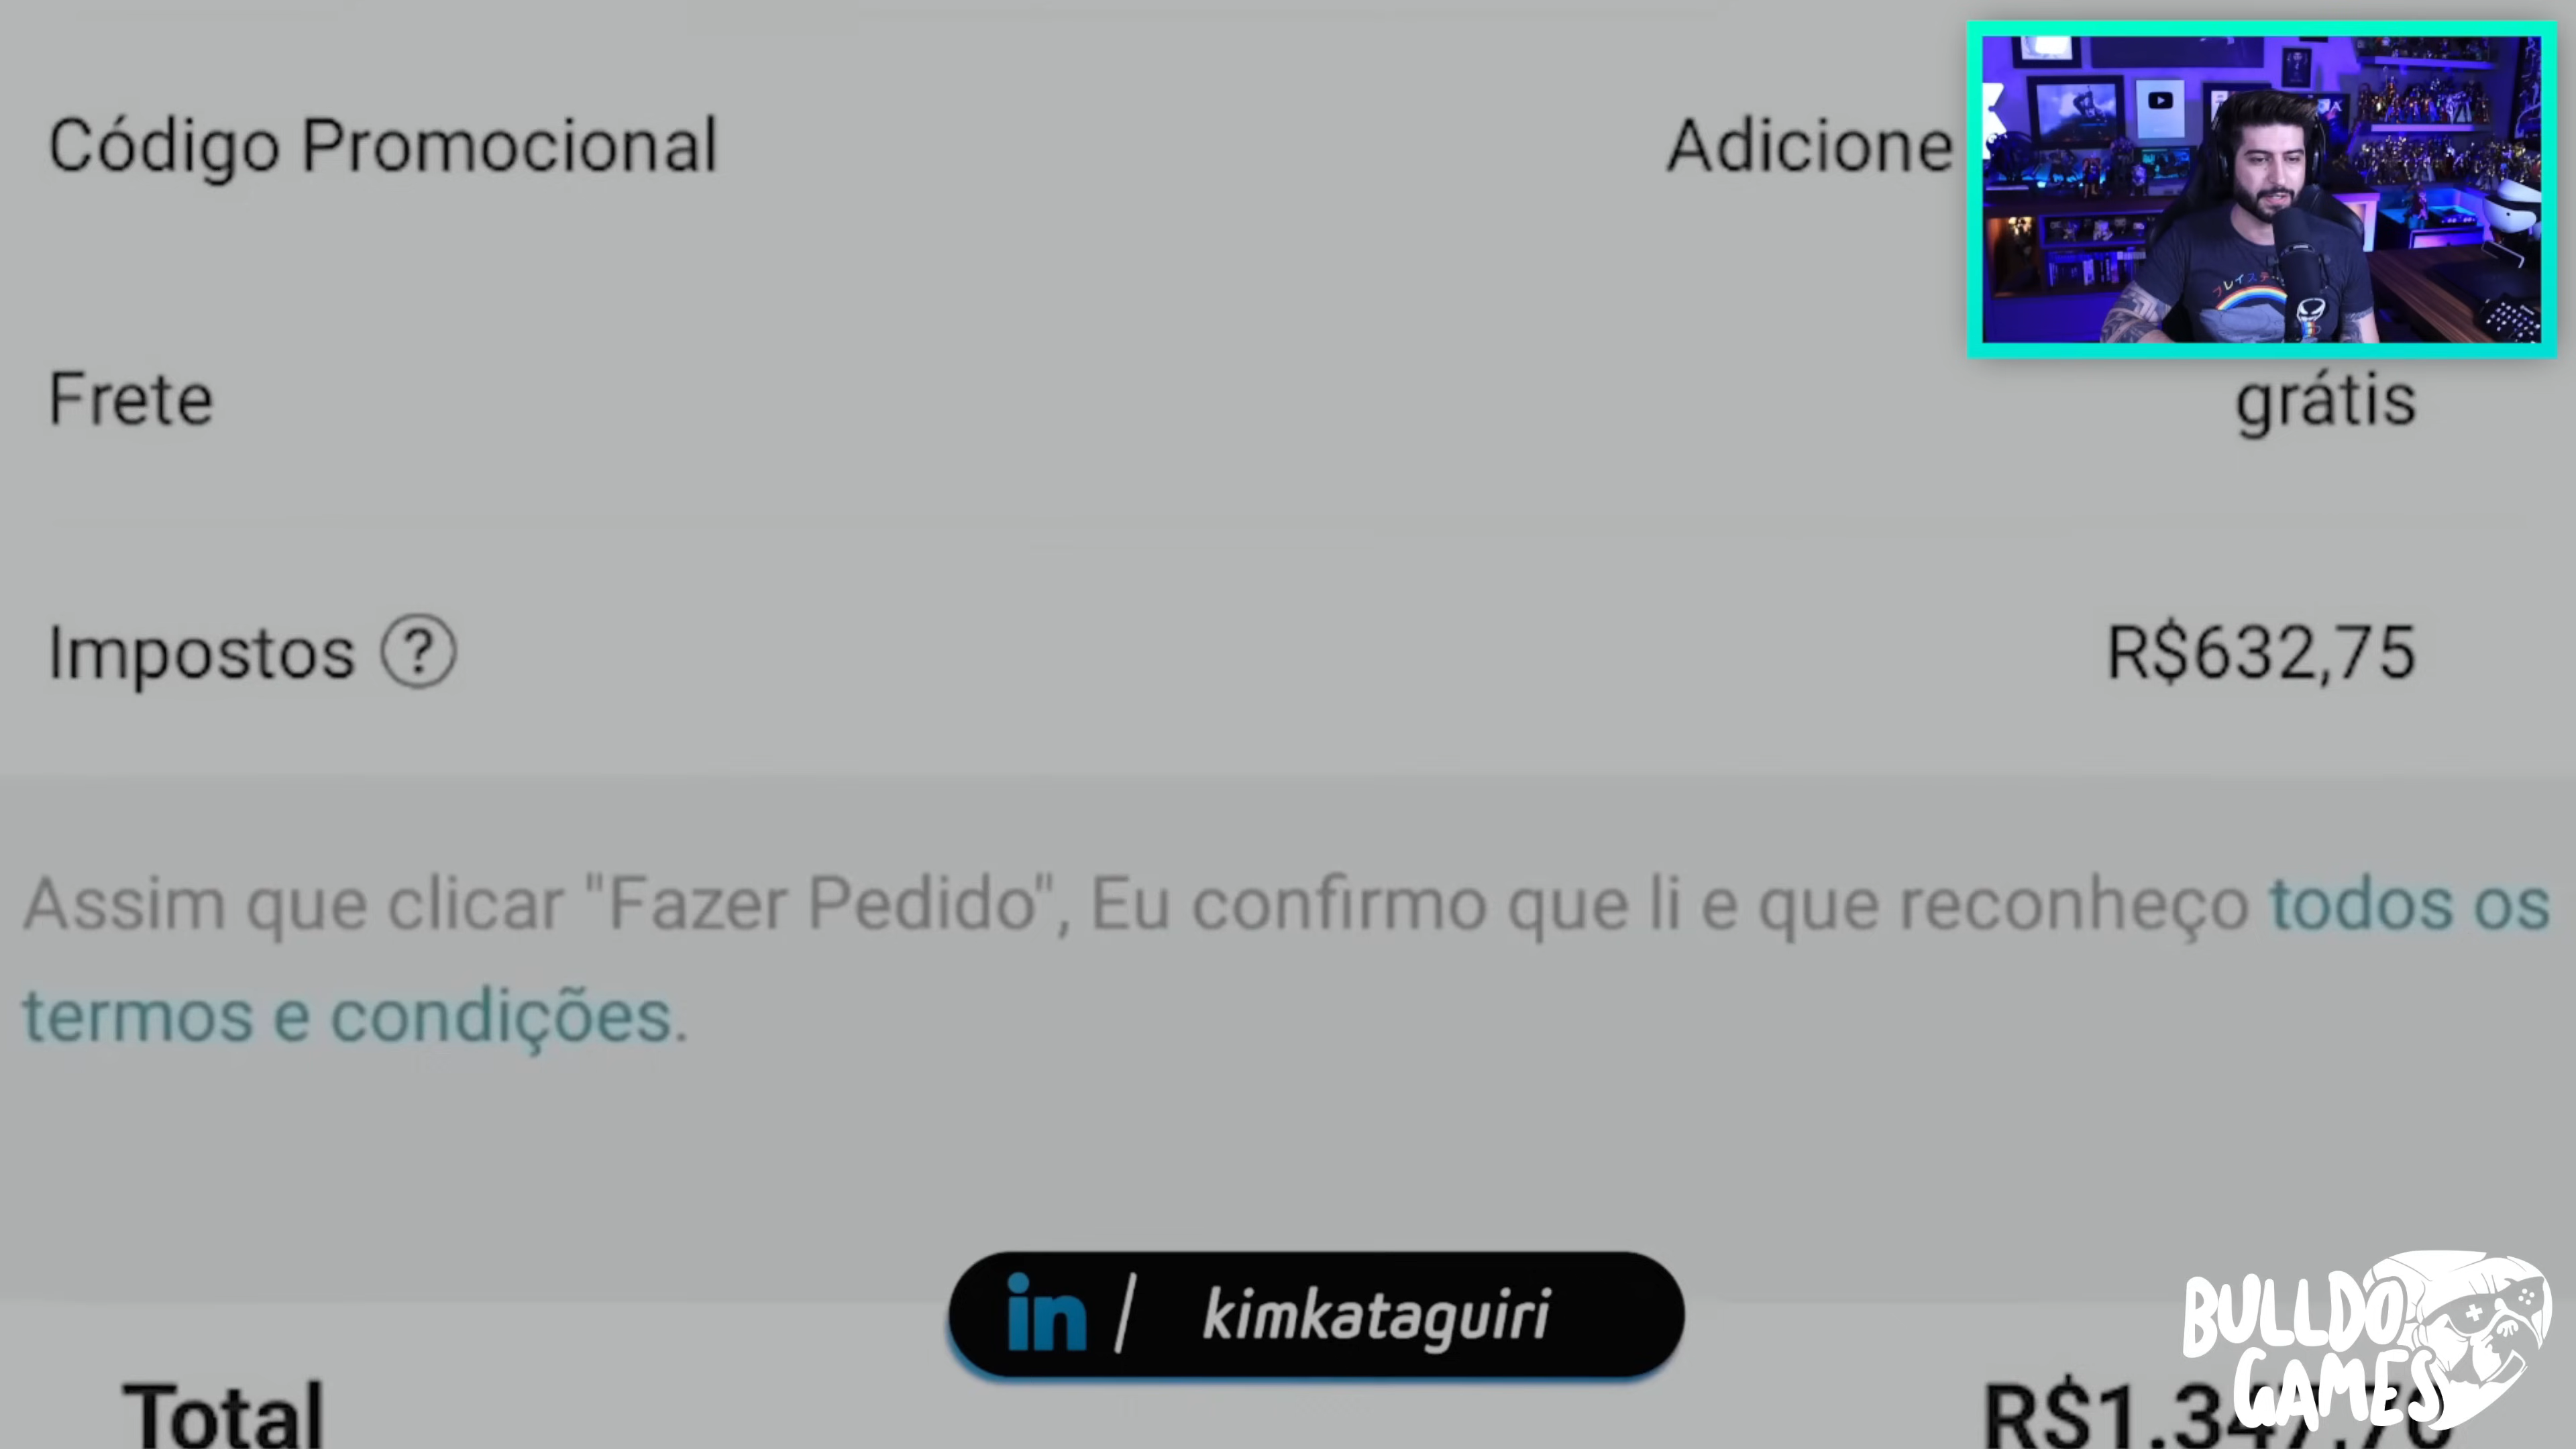 Código Promocional
Adicione
Frete
grátis
Impostos ?
R$632,75
Assim que clicar "Fazer Pedido", Eu confirmo que li e que reconheço todos os
termos e condições.
in / kimkataguiri
BULLDOG
GAMES
Total